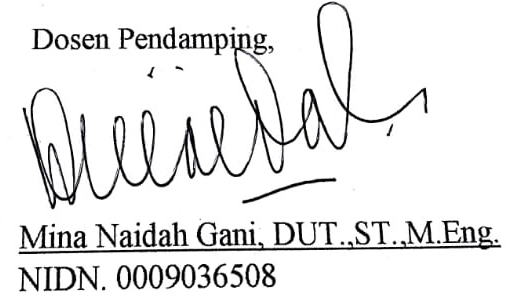 Dosen Pendamping,
Mina Naidah Gani, DUT.,ST.,M.Eng.
NIDN. 0009036508